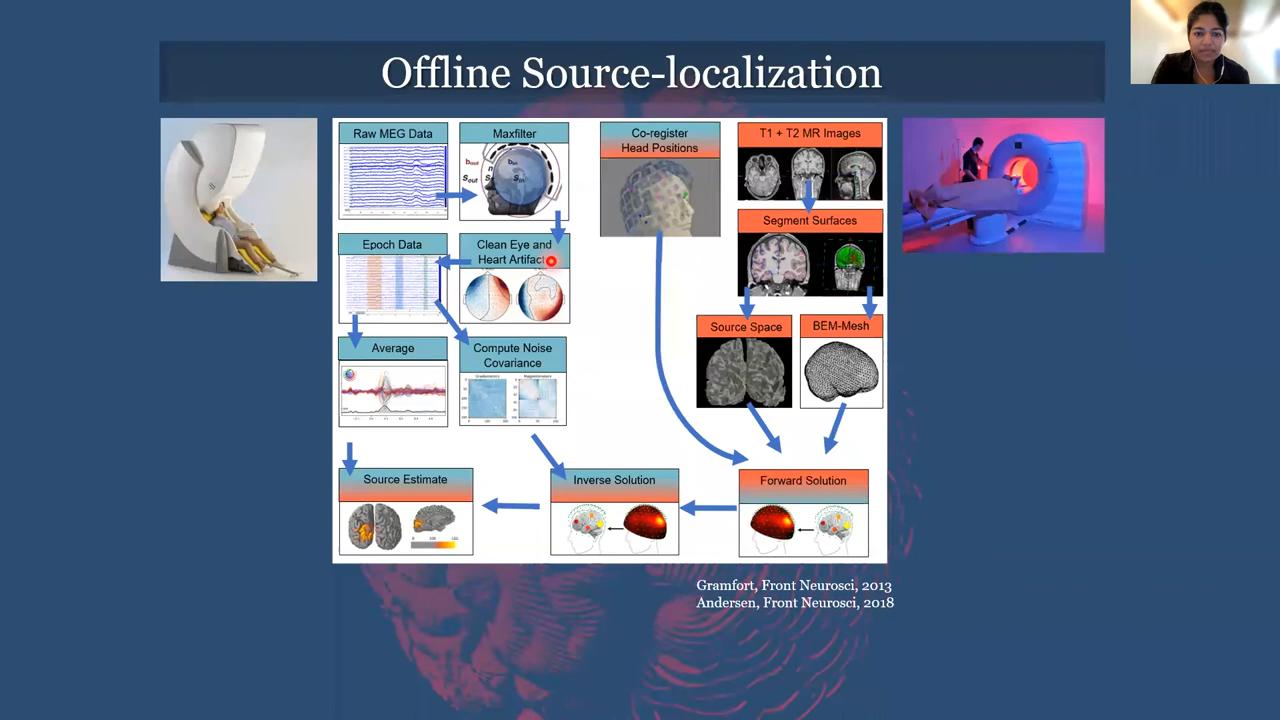 Offline Source-localization
Raw MEG Data
Maxfilter
Co-register
Head Positions
T1 + T2 MR Images
Segment Surfaces
Epoch Data
Clean Eye and
Source Space
BEM-Mesh
Average
Compute Noise
Covariance
Source Estimate
Inverse Solution
Forward Solution
Gramfort, Front Neurosci, 2013
Andersen, Front Neurosci, 2018